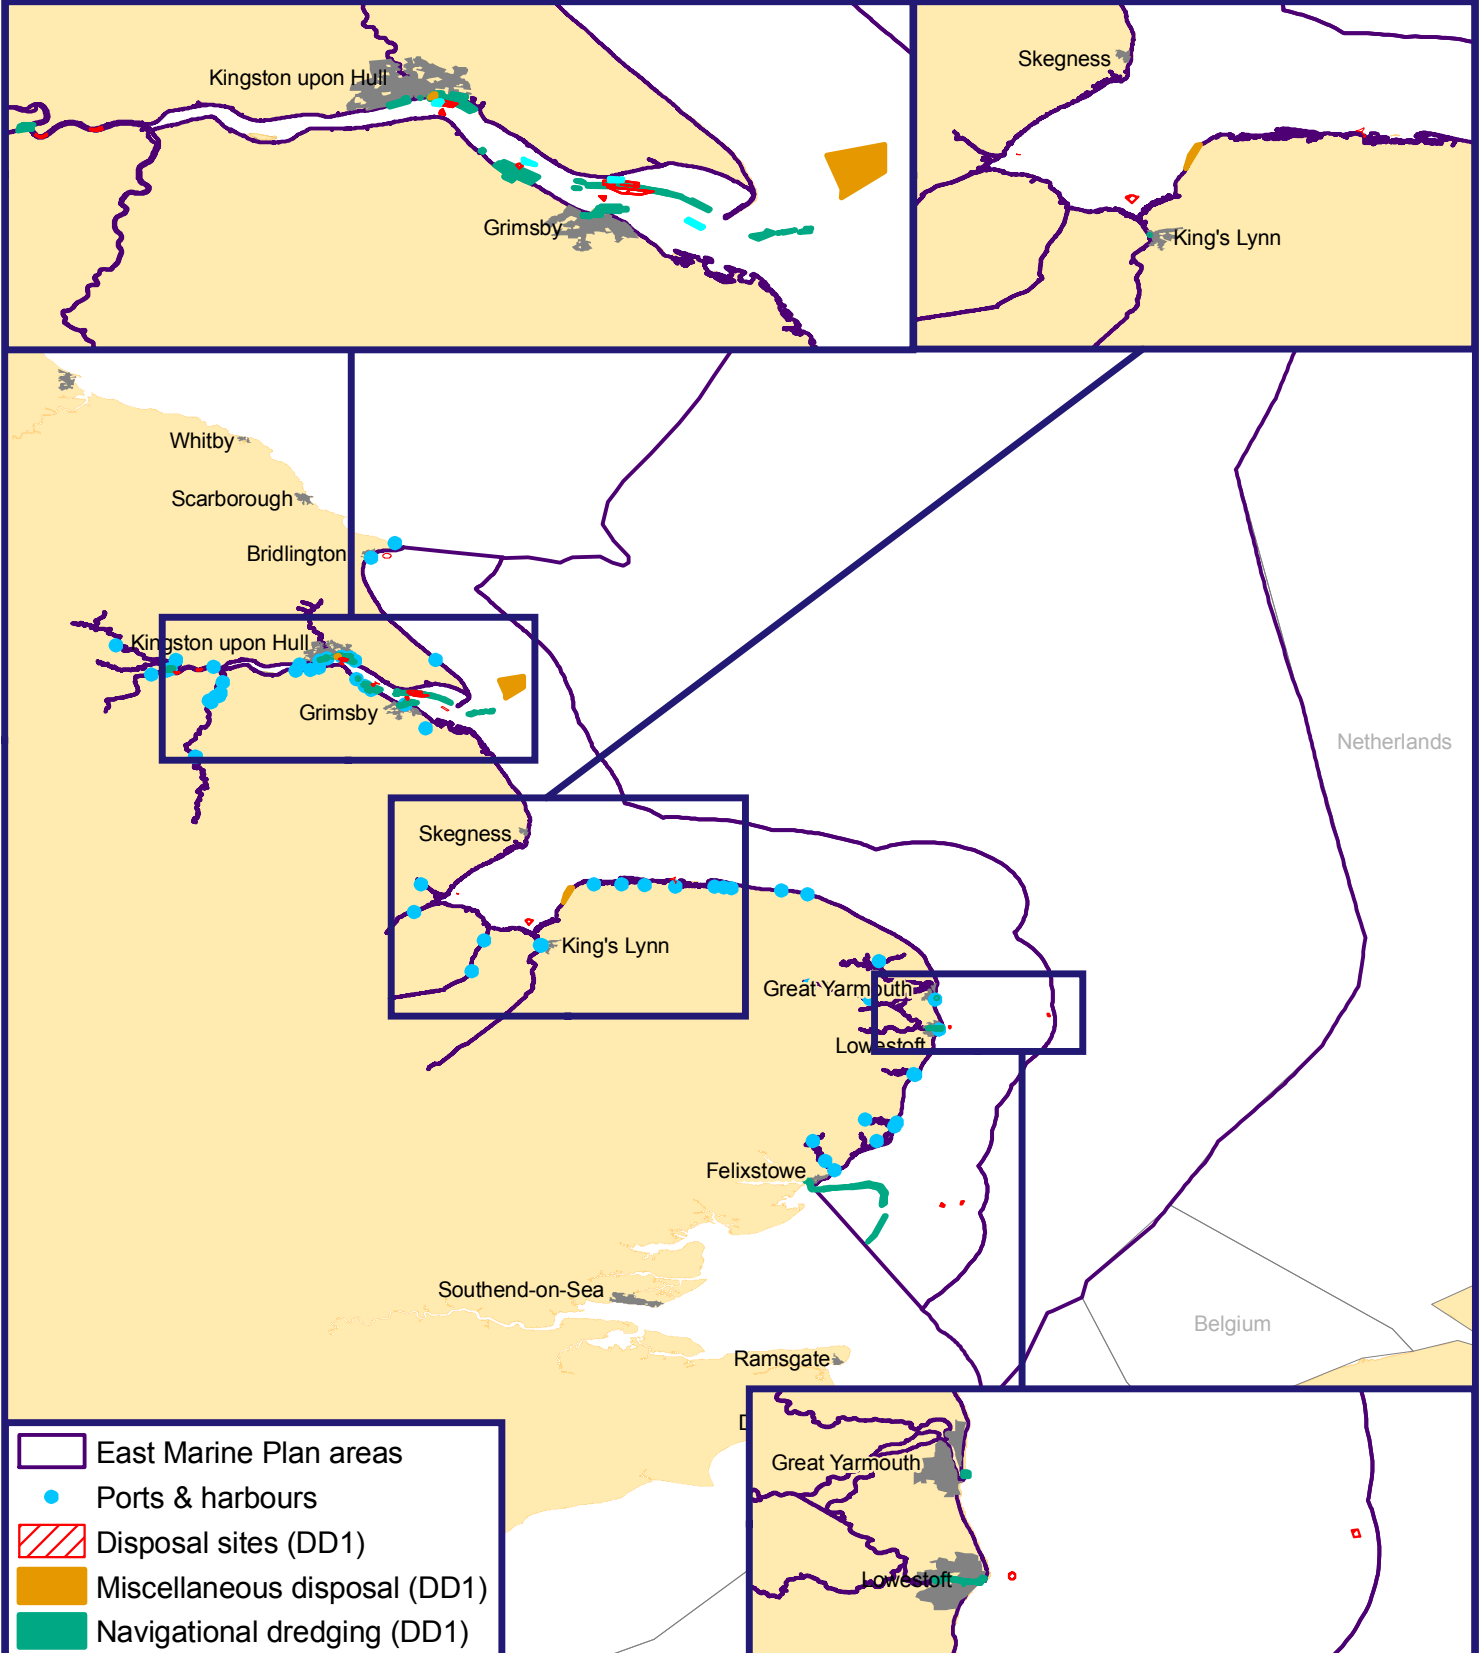 Kingston upon Hull
Grimsby
Skegness
King's Lynn
Whitby
Scarborough
Bridlington
Kingston upon Hull
Grimsby
Netherlands
Skegness
King's Lynn
Great Yarmouth
Lowestoft
Felixstowe
Southend-on-Sea
Belgium
Ramsgate
D
Great Yarmouth
Lowestoft
East Marine Plan areas
Ports & harbours
Disposal sites (DD1)
Miscellaneous disposal (DD1)
Navigational dredging (DD1)